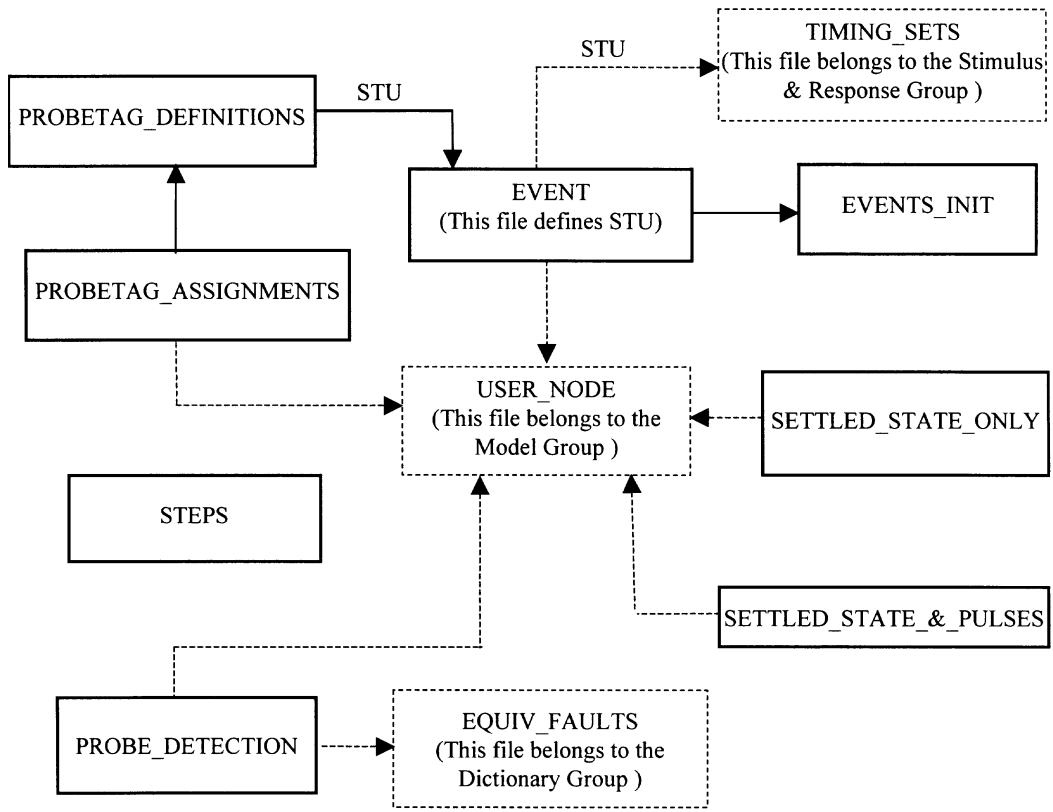 TIMING_SETS
(This file belongs to the Stimulus
& Response Group )
STU
STU
PROBETAG_DEFINITIONS
EVENT
(This file defines STU)
EVENTS_INIT
PROBETAG_ASSIGNMENTS
USER_NODE
(This file belongs to the
Model Group )
SETTLED_STATE_ONLY
STEPS
SETTLED_STATE_&_PULSES
PROBE_DETECTION
EQUIV_FAULTS
(This file belongs to the
Dictionary Group )